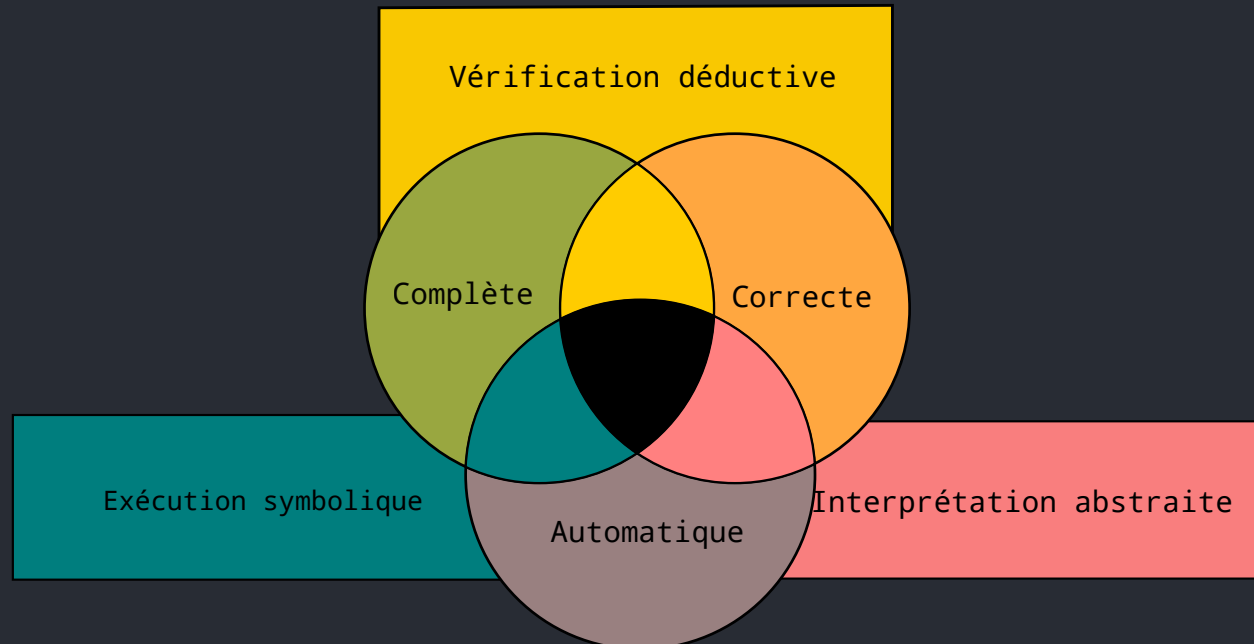 Vérification déductive
Complète
Correcte
Exécution symbolique
Interprétation abstraite
Automatique